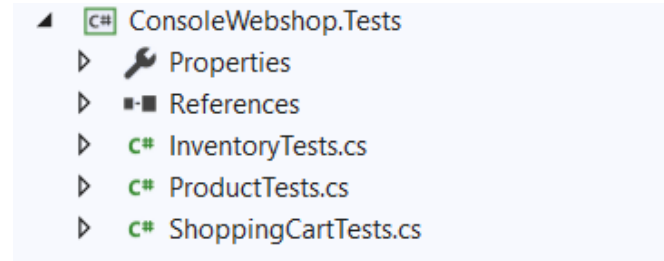 C# ConsoleWebshop.Tests
Properties
References
C# InventoryTests.cs
C# ProductTests.cs
C# ShoppingCartTests.cs